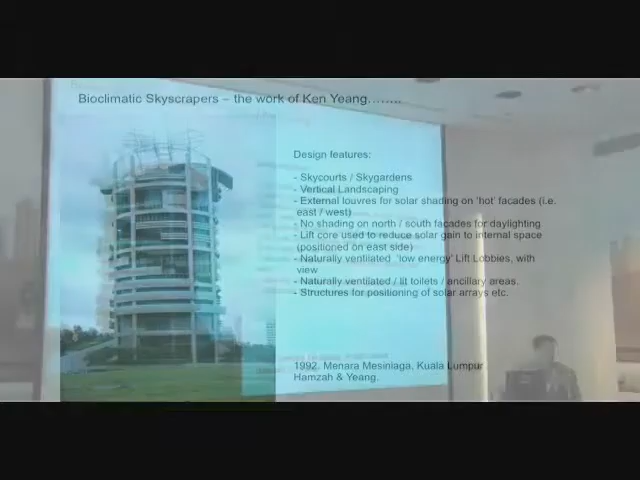 Bioclimatic Skyscrapers – the work of Ken Yeang……..
Design features:
- Skycourts / Skygardens
- Vertical Landscaping
- External louvres for solar shading on 'hot' facades (i.e.
east / west)
- No shading on north / south facades for daylighting
- Lift core used to reduce solar gain to internal space
(positioned on east side)
- Naturally ventilated 'low energy' Lift Lobbies, with
view
- Naturally ventilated / lit toilets / ancillary areas.
- Structures for positioning of solar arrays etc.
1992. Menara Mesiniaga, Kuala Lumpur
Hamzah & Yeang.